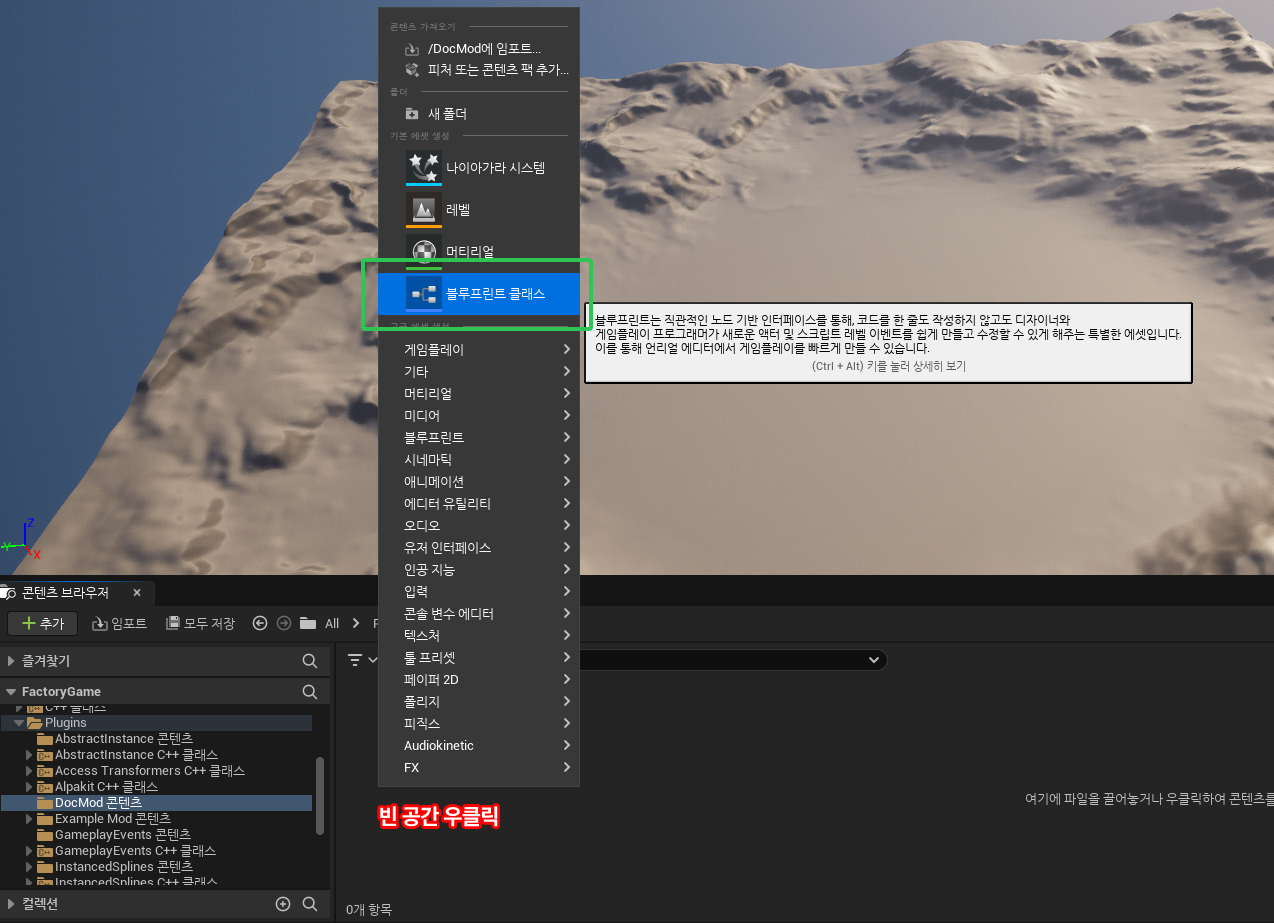 콘텐츠 가져오기
/DocMod에 임포트...
피처 또는 콘텐츠 팩 추가...
폴더
새 폴더
기본 에셋 생성
나이아가라 시스템
레벨
머티리얼
블루프린트 클래스
블루프린트는 직관적인 노드 기반 인터페이스를 통해, 코드를 한 줄도 작성하지 않고도 디자이너와
게임플레이 프로그래머가 새로운 액터 및 스크립트 레벨 이벤트를 쉽게 만들고 수정할 수 있게 해주는 특별한 에셋입니다.
이를 통해 언리얼 에디터에서 게임플레이를 빠르게 만들 수 있습니다.
(Ctrl + Alt) 키를 눌러 상세히 보기
게임플레이
기타
머티리얼
미디어
블루프린트
시네마틱
애니메이션
에디터 유틸리티
오디오
유저 인터페이스
인공 지능
입력
콘솔 변수 에디터
텍스처
툴 프리셋
페이퍼 2D
폴리지
피직스
Audiokinetic
FX
빈 공간 우클릭
Z
Y
X
콘텐츠 브라우저
추가
임포트
모두 저장
All
즐겨찾기
FactoryGame
C++ 클래스
Plugins
AbstractInstance 콘텐츠
AbstractInstance C++ 클래스
Access Transformers C++ 클래스
Alpakit C++ 클래스
DocMod 콘텐츠
Example Mod 콘텐츠
GameplayEvents 콘텐츠
GameplayEvents C++ 클래스
InstancedSplines 콘텐츠
InstancedSplines C++ 클래스
컬렉션
여기에 파일을 끌어놓거나 우클릭하여 콘텐츠를
0개 항목